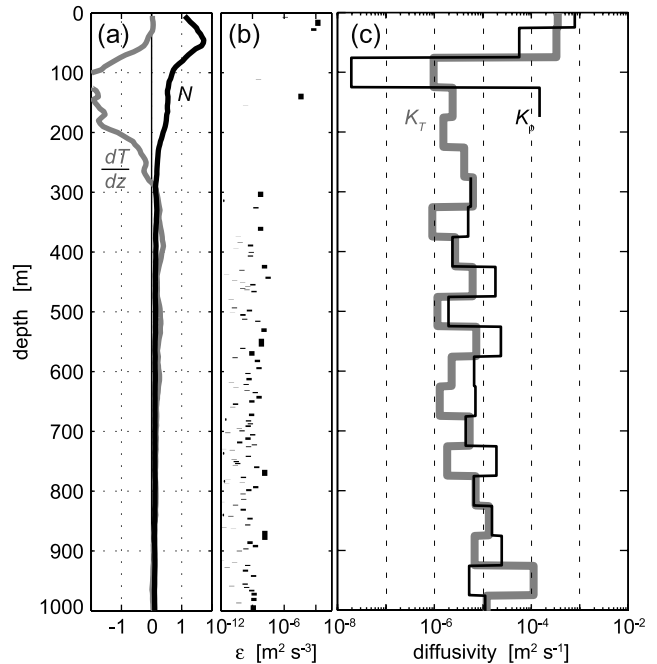 (a) (b) (c)
0
100
200
300
400
500
600
700
800
900
1000
depth [m]
N
dT
dz
K_T K_ρ
-1 0 1
10^-12 10^-6
10^-8 10^-6 10^-4 10^-2
ε [m² s⁻³] diffusivity [m² s⁻¹]